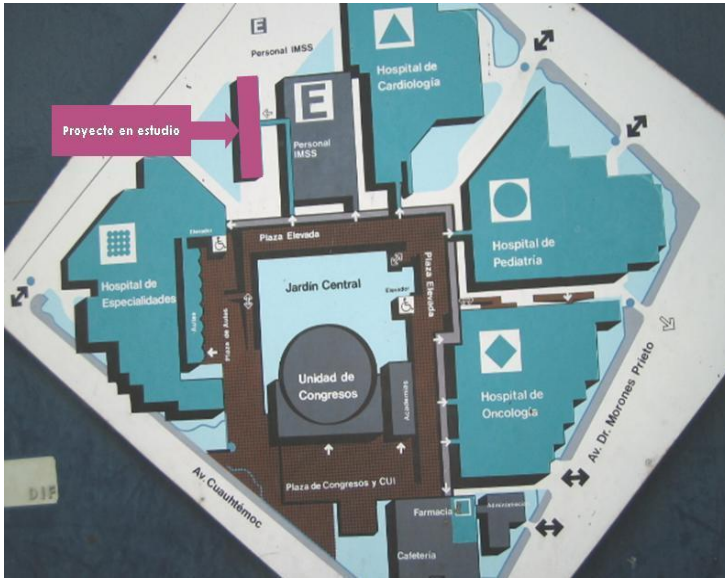 E
Personal IMSS
Proyecto en estudio
E
Personal
IMSS
Hospital de
Cardiología
Hospital de
Pediatría
Elevador
Plaza Elevada
Hospital de
Especialidades
Aulas
Plaza de Aulas
Jardín Central
Elevador
Plaza Elevada
Unidad de
Congresos
Academias
Hospital de
Oncología
Av. Dr. Morones Prieto
Av. Cuauhtémoc
Plaza de Congresos y CUI
Farmacia
Administración
Cafetería
DIF